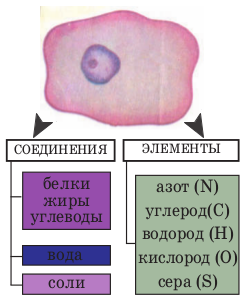 СОЕДИНЕНИЯ
белки
жиры
углеводы
вода
соли
ЭЛЕМЕНТЫ
азот (N)
углерод(C)
водород (H)
кислород (O)
сера (S)